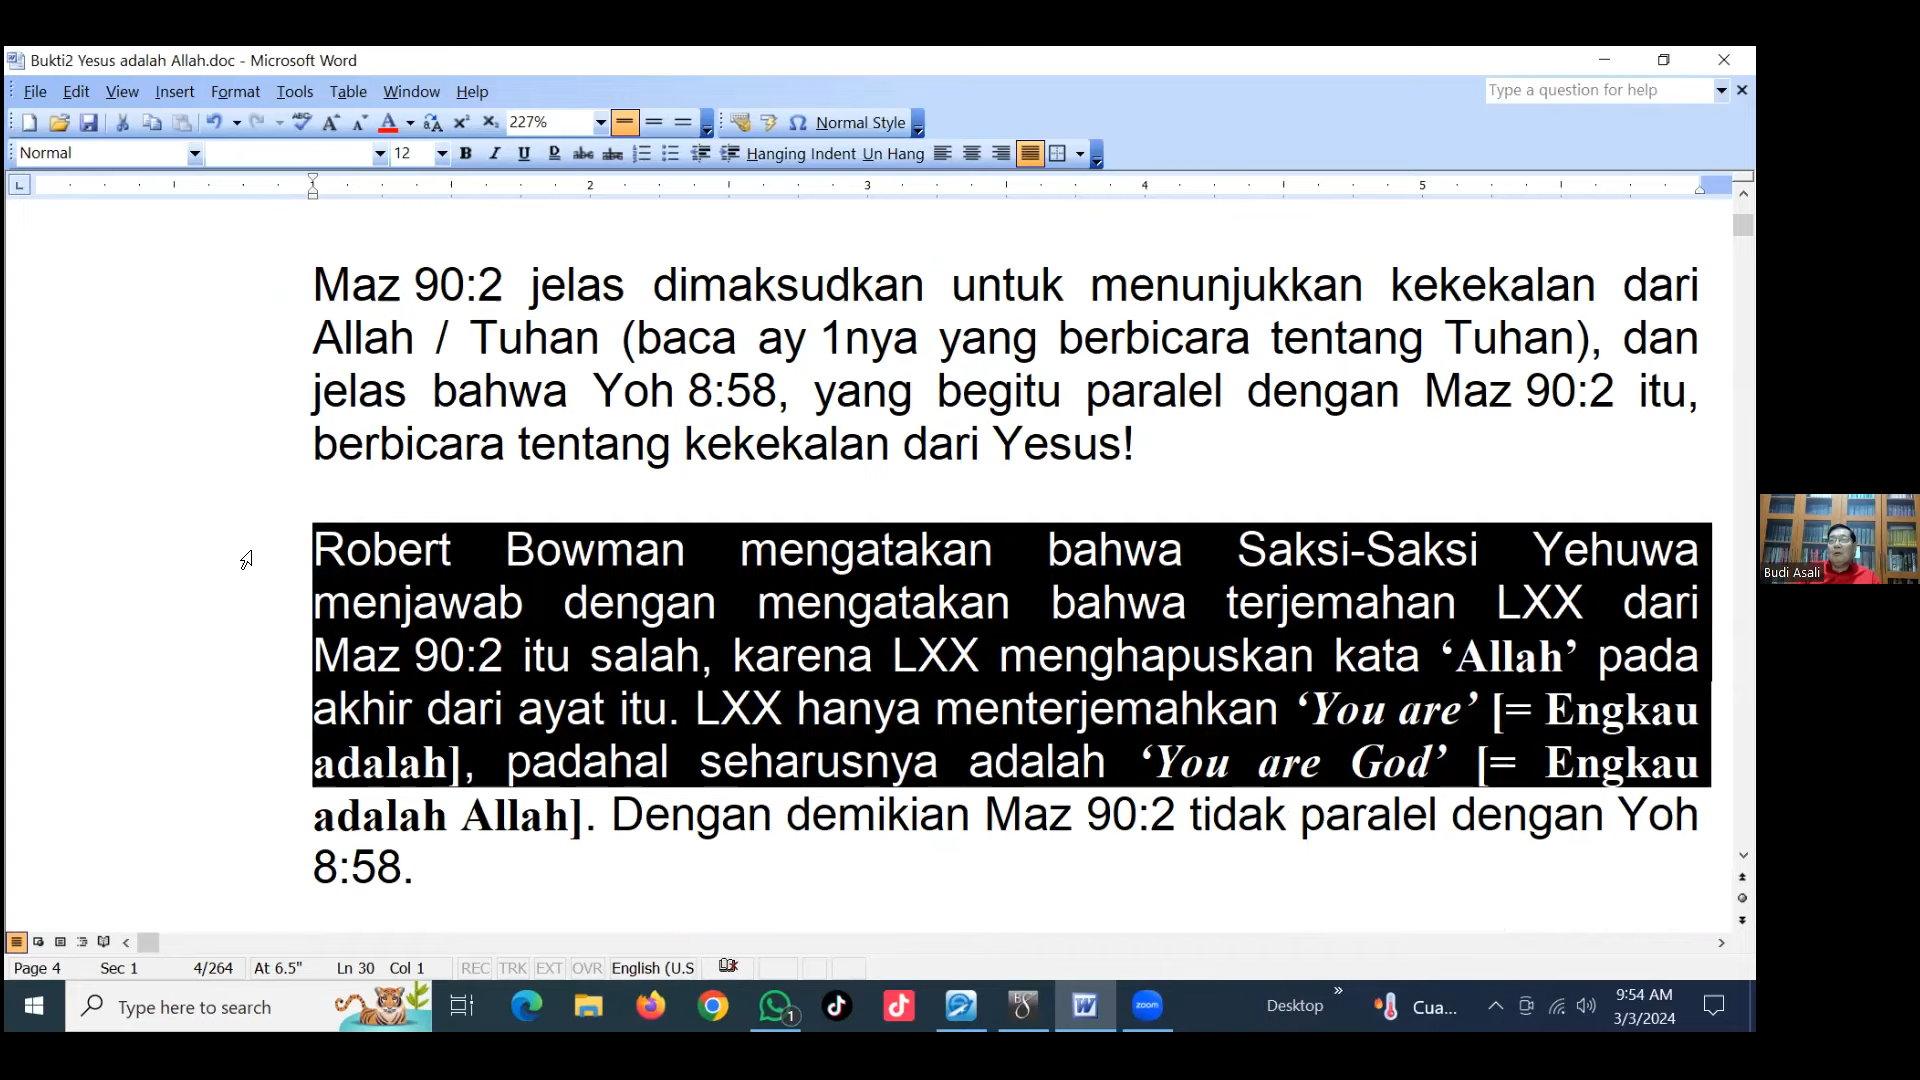 Bukti2 Yesus adalah Allah.doc - Microsoft Word
File Edit View Insert Format Tools Table Window Help
Type a question for help
227%
Normal Style
Normal
12
Hanging Indent Un Hang
1 2 3 4 5
Maz 90:2 jelas dimaksudkan untuk menunjukkan kekekalan dari
Allah / Tuhan (baca ay 1nya yang berbicara tentang Tuhan), dan
jelas bahwa Yoh 8:58, yang begitu paralel dengan Maz 90:2 itu,
berbicara tentang kekekalan dari Yesus!
Robert Bowman mengatakan bahwa Saksi-Saksi Yehuwa
menjawab dengan mengatakan bahwa terjemahan LXX dari
Maz 90:2 itu salah, karena LXX menghapuskan kata ‘Allah’ pada
akhir dari ayat itu. LXX hanya menterjemahkan ‘You are’ [= Engkau
adalah], padahal seharusnya adalah ‘You are God’ [= Engkau
adalah Allah]. Dengan demikian Maz 90:2 tidak paralel dengan Yoh
8:58.
Budi Asali
Page 4 Sec 1 4/264 At 6.5" Ln 30 Col 1 REC TRK EXT OVR English (U.S
Type here to search
1
zoom
Desktop
Cua...
9:54 AM
3/3/2024